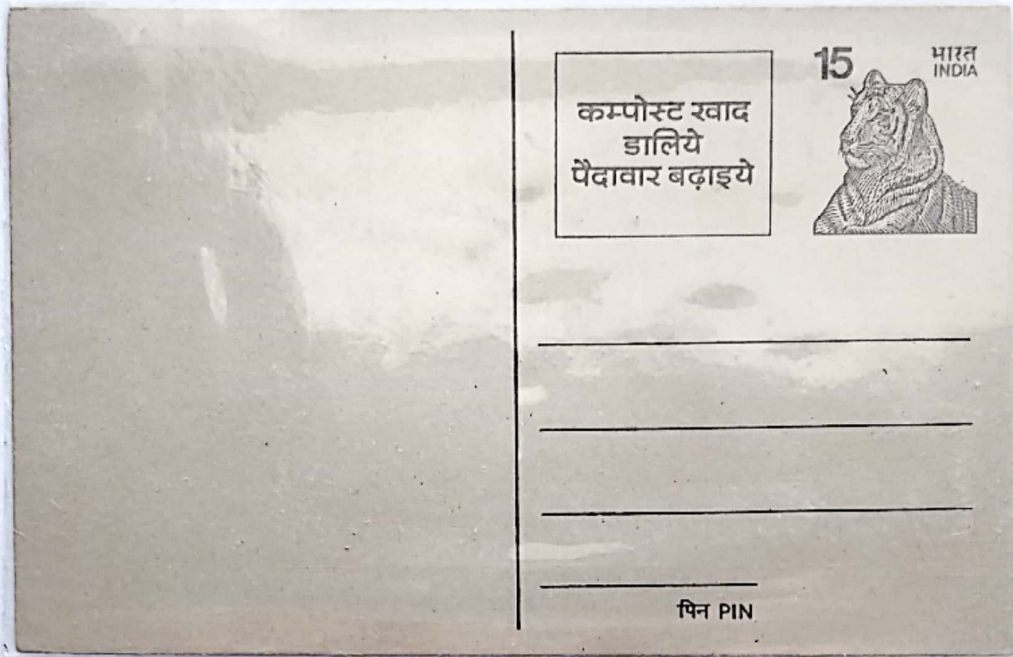 15
भारत
INDIA
कम्पोस्ट खाद
डालिये
पैदावार बढ़ाइये
पिन PIN